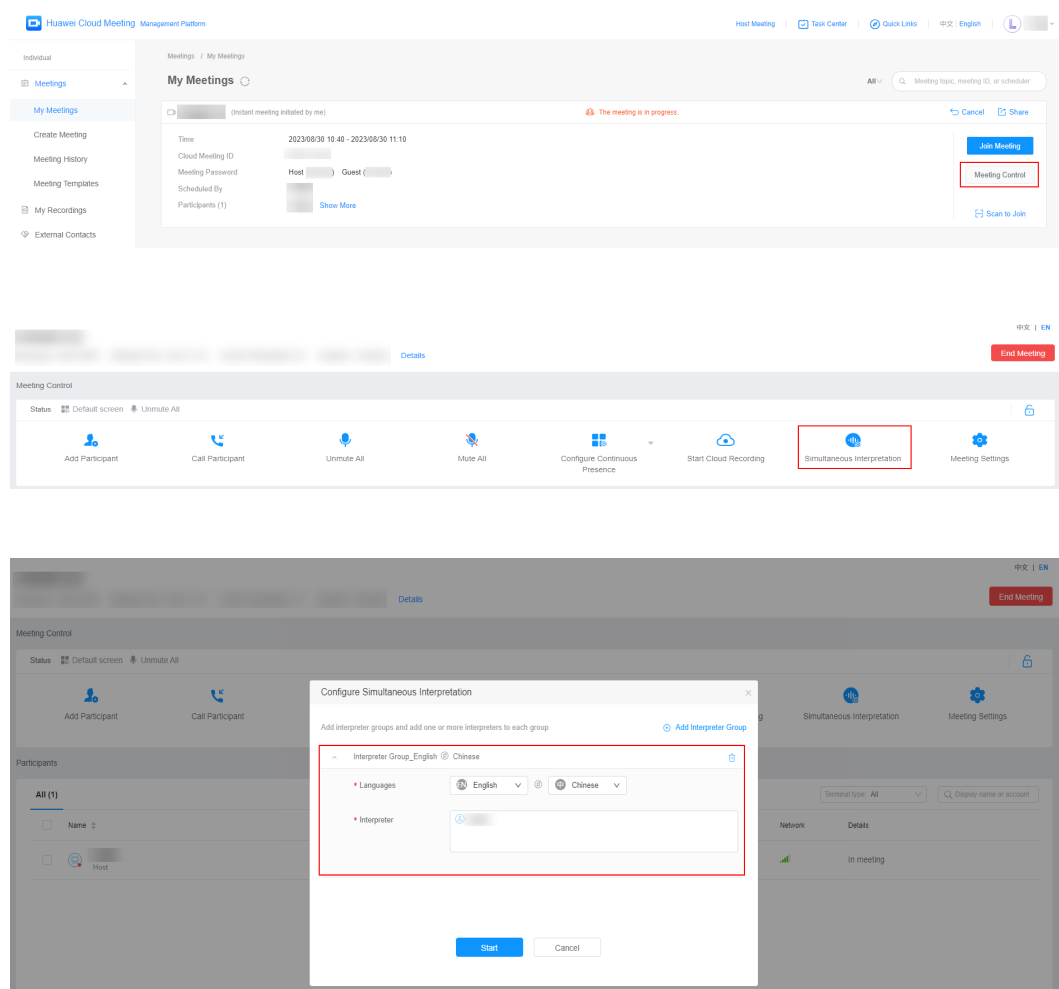 Huawei Cloud Meeting Management Platform Host Meeting Task Center Quick Links 中文 | English L
Individual
Meetings / My Meetings
Meetings
My Meetings
All
Meeting topic, meeting ID, or scheduler
My Meetings
(Instant meeting initiated by me) The meeting is in progress. Cancel Share
Create Meeting
Time 2023/08/30 10:40 - 2023/08/30 11:10
Join Meeting
Meeting History
Cloud Meeting ID
Meeting Password Host ) Guest ( )
Meeting Control
Meeting Templates
Scheduled By
My Recordings
Participants (1) Show More
Scan to Join
External Contacts
中文 | EN
Details
End Meeting
Meeting Control
Status Default screen Unmute All
Add Participant Call Participant Unmute All Mute All Configure Continuous Presence Start Cloud Recording Simultaneous Interpretation Meeting Settings
中文 | EN
Details
End Meeting
Meeting Control
Status Default screen Unmute All
Add Participant Call Participant g Simultaneous Interpretation Meeting Settings
Configure Simultaneous Interpretation
Add interpreter groups and add one or more interpreters to each group Add Interpreter Group
Interpreter Group_English Chinese
* Languages EN English 中 Chinese
* Interpreter
Start Cancel
Participants
All (1) Terminal type: All Display name or account
Name Network Details
In meeting
Host